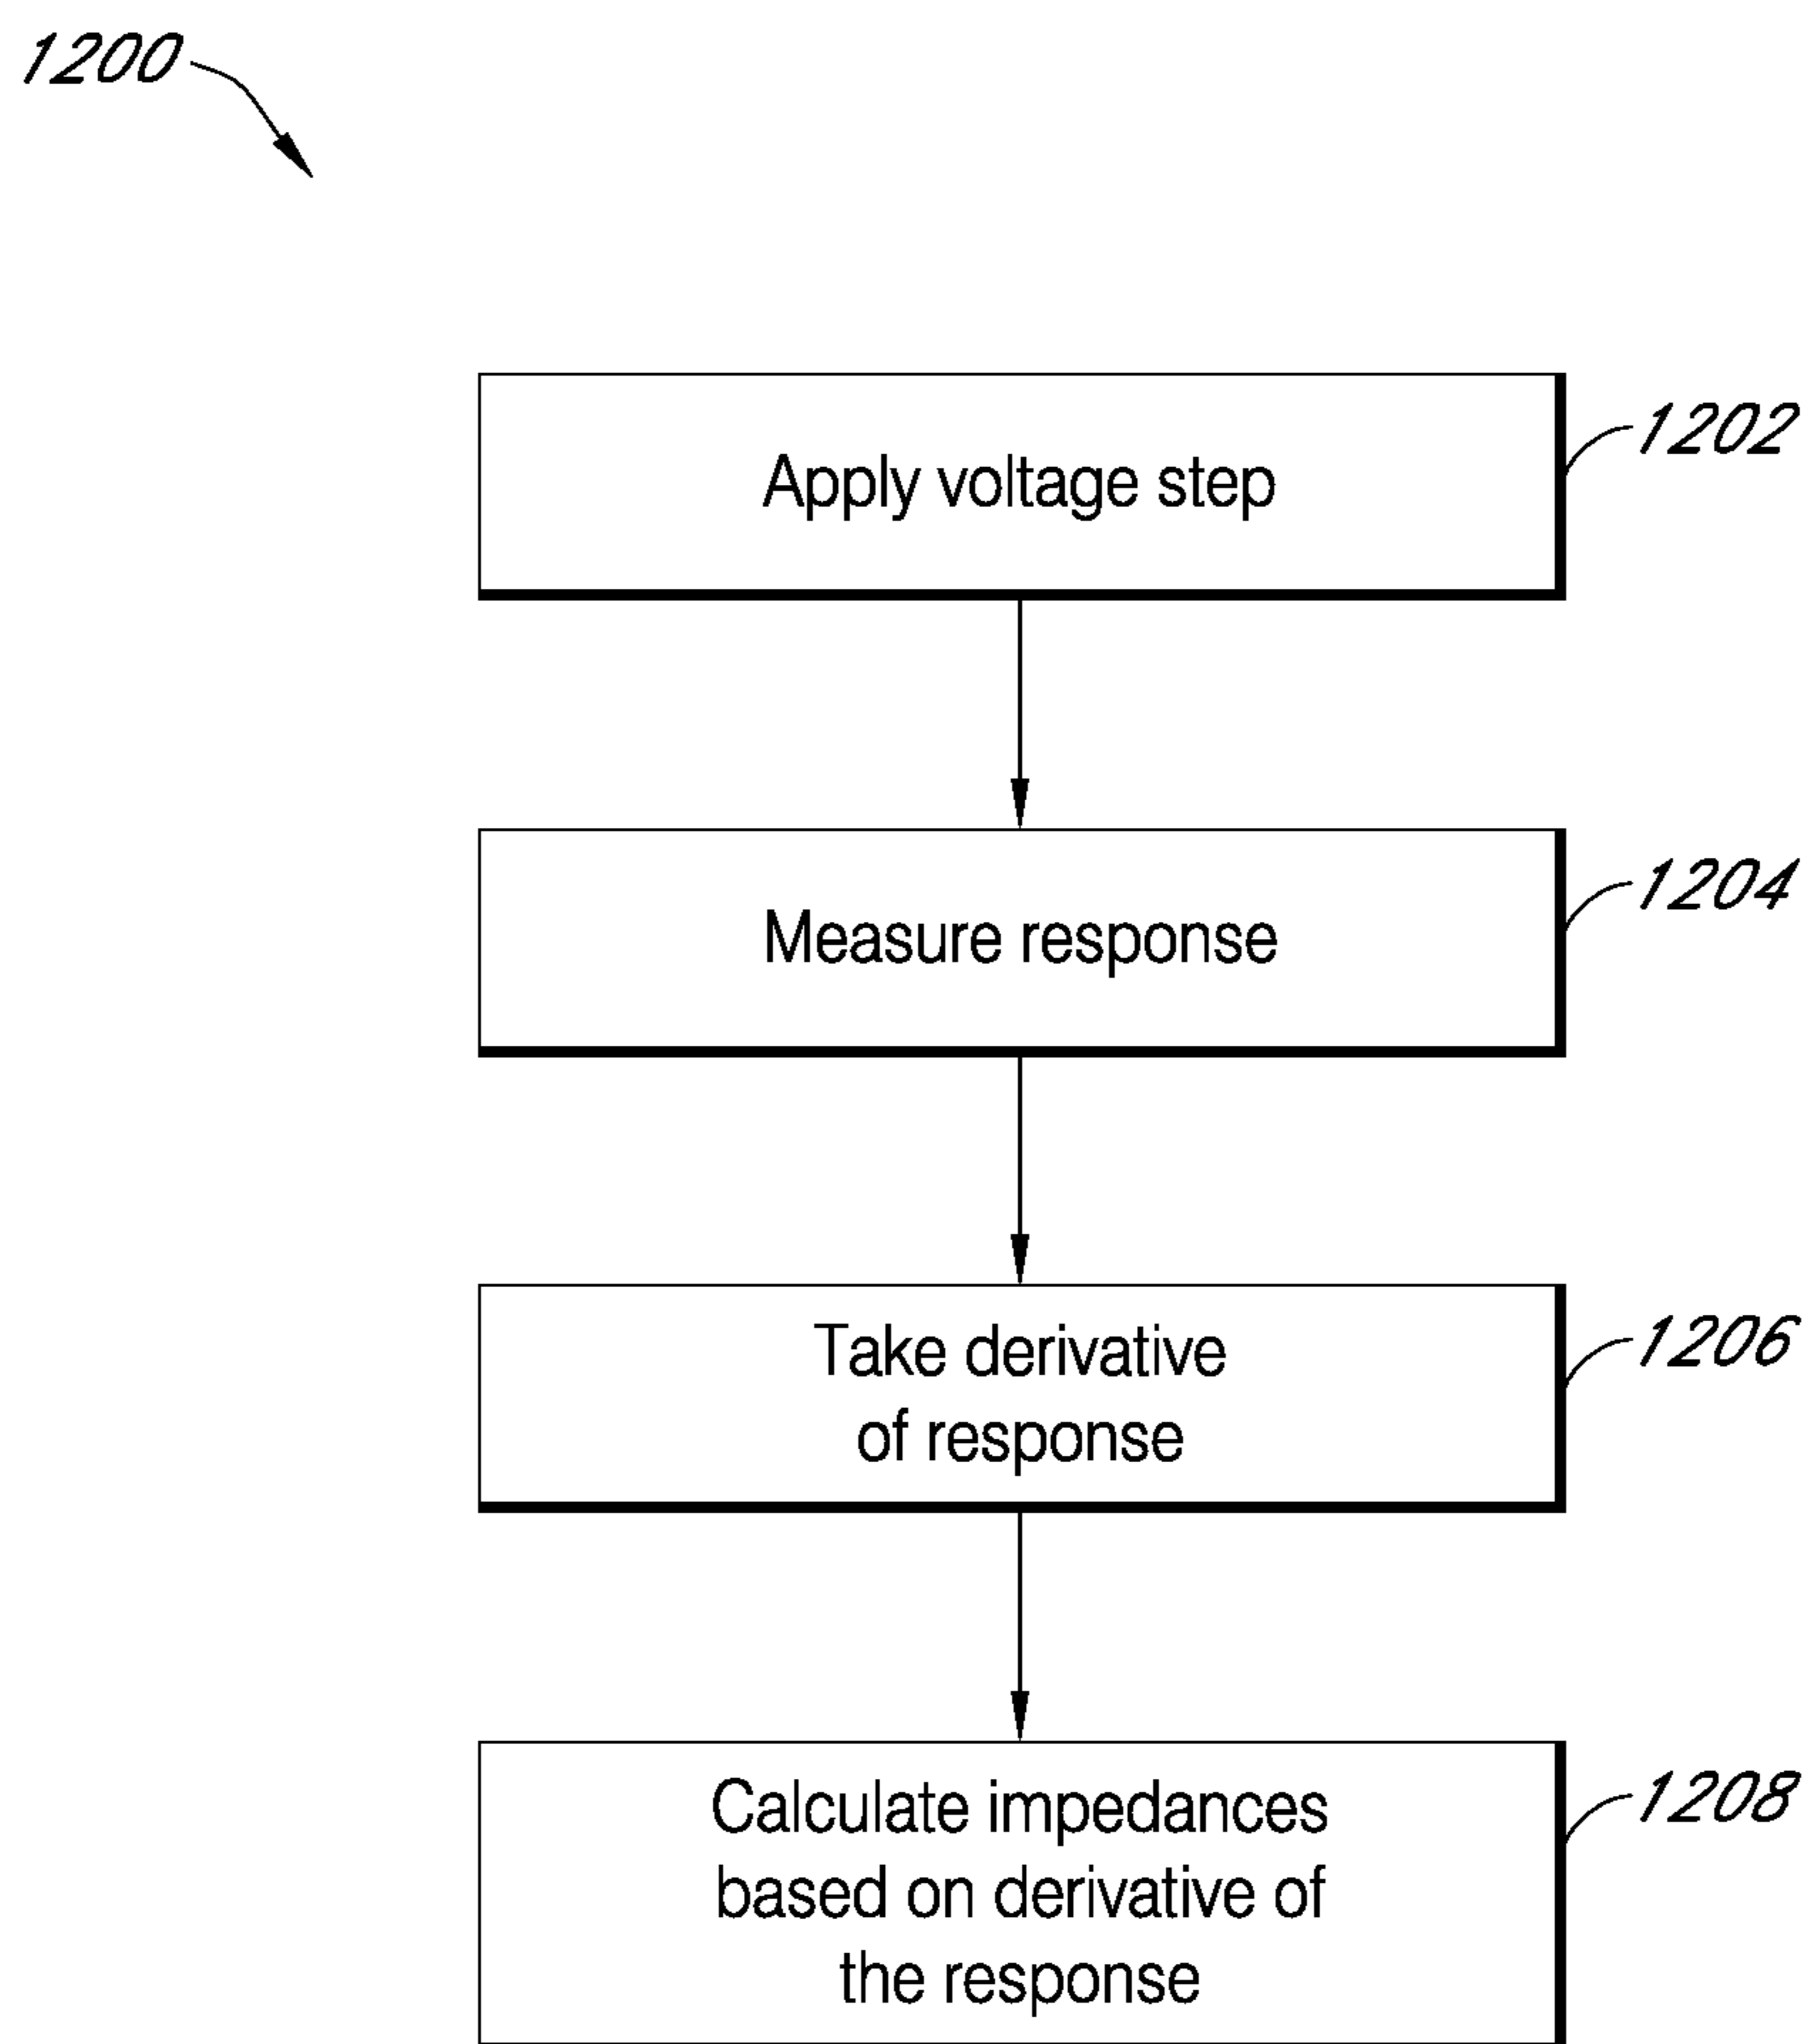 1200
Apply voltage step
1202
Measure response
1204
Take derivative
of response
1206
Calculate impedances
based on derivative of
the response
1208